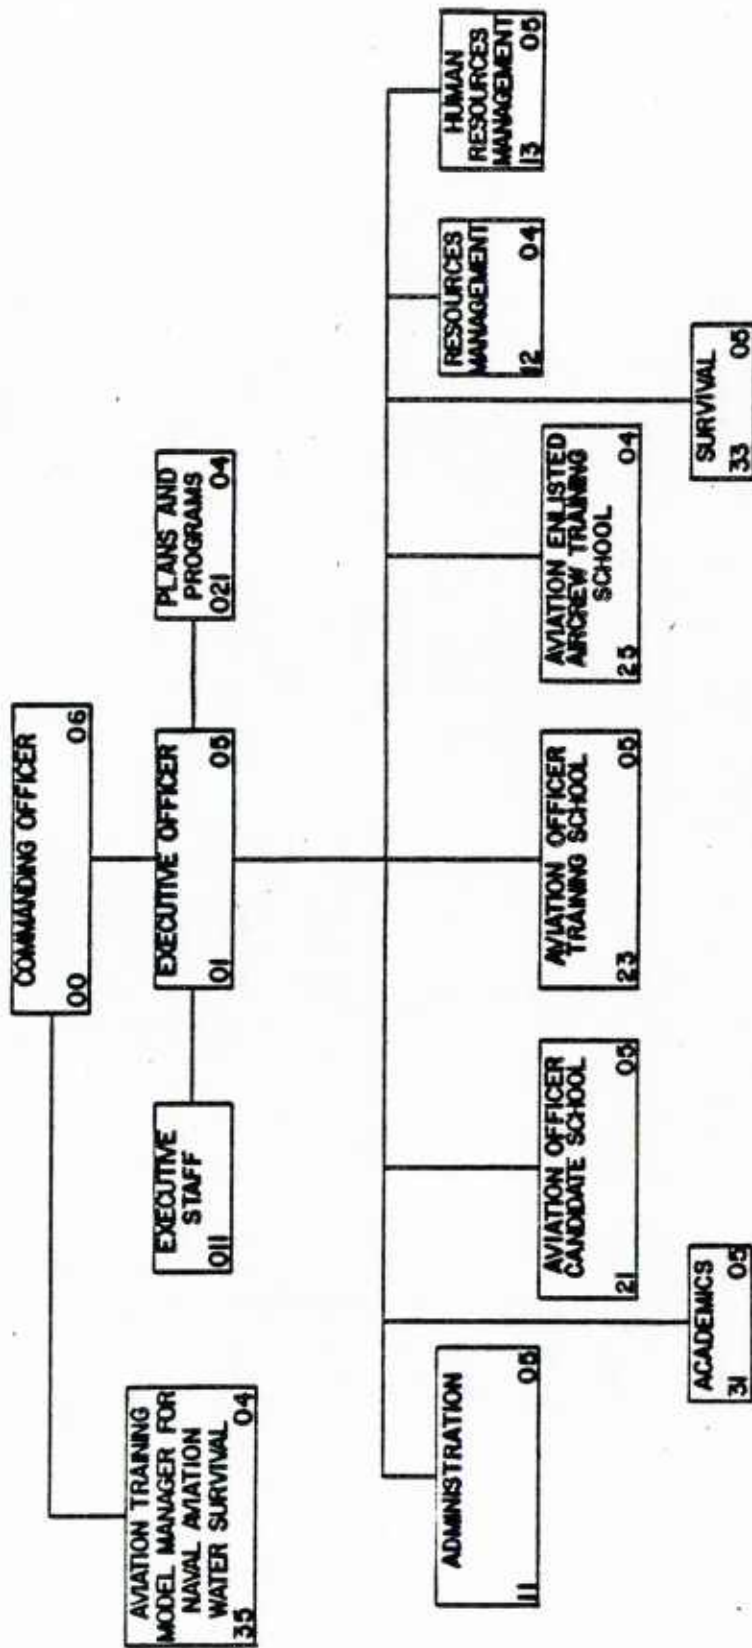 COMMANDING OFFICER
00 06
AVIATION TRAINING
MODEL MANAGER FOR
NAVAL AVIATION
WATER SURVIVAL
35 04
EXECUTIVE
STAFF
011
EXECUTIVE OFFICER
01 05
PLANS AND
PROGRAMS
021 04
ADMINISTRATION
11 05
RESOURCES
MANAGEMENT
12 04
HUMAN
RESOURCES
MANAGEMENT
13 05
AVIATION OFFICER
CANDIDATE SCHOOL
21 05
AVIATION OFFICER
TRAINING SCHOOL
23 05
AVIATION ENLISTED
AIRCREW TRAINING
SCHOOL
25 04
ACADEMICS
31 05
SURVIVAL
33 05